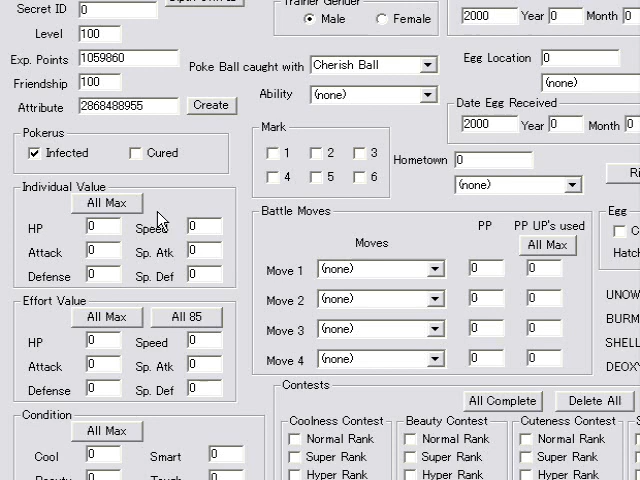 Secret ID 0
Trainer Gender
Male Female
2000 Year 0 Month 0
Level 100
Exp. Points 1059860
Poke Ball caught with Cherish Ball
Egg Location 0
(none)
Friendship 100
Ability (none)
Attribute 2868488955 Create
Date Egg Received
2000 Year 0 Month 0
Pokerus
Infected Cured
Mark
1 2 3
4 5 6
Hometown 0
(none)
Individual Value
All Max
HP 0 Speed 0
Attack 0 Sp. Atk 0
Defense 0 Sp. Def 0
Battle Moves
Moves PP PP UP's used
All Max
Move 1 (none) 0 0
Move 2 (none) 0 0
Move 3 (none) 0 0
Move 4 (none) 0 0
Egg
Effort Value
All Max All 85
HP 0 Speed 0
Attack 0 Sp. Atk 0
Defense 0 Sp. Def 0
Contests
All Complete Delete All
Coolness Contest
Normal Rank
Super Rank
Hyper Rank
Beauty Contest
Normal Rank
Super Rank
Hyper Rank
Cuteness Contest
Normal Rank
Super Rank
Hyper Rank
Condition
All Max
Cool 0 Smart 0